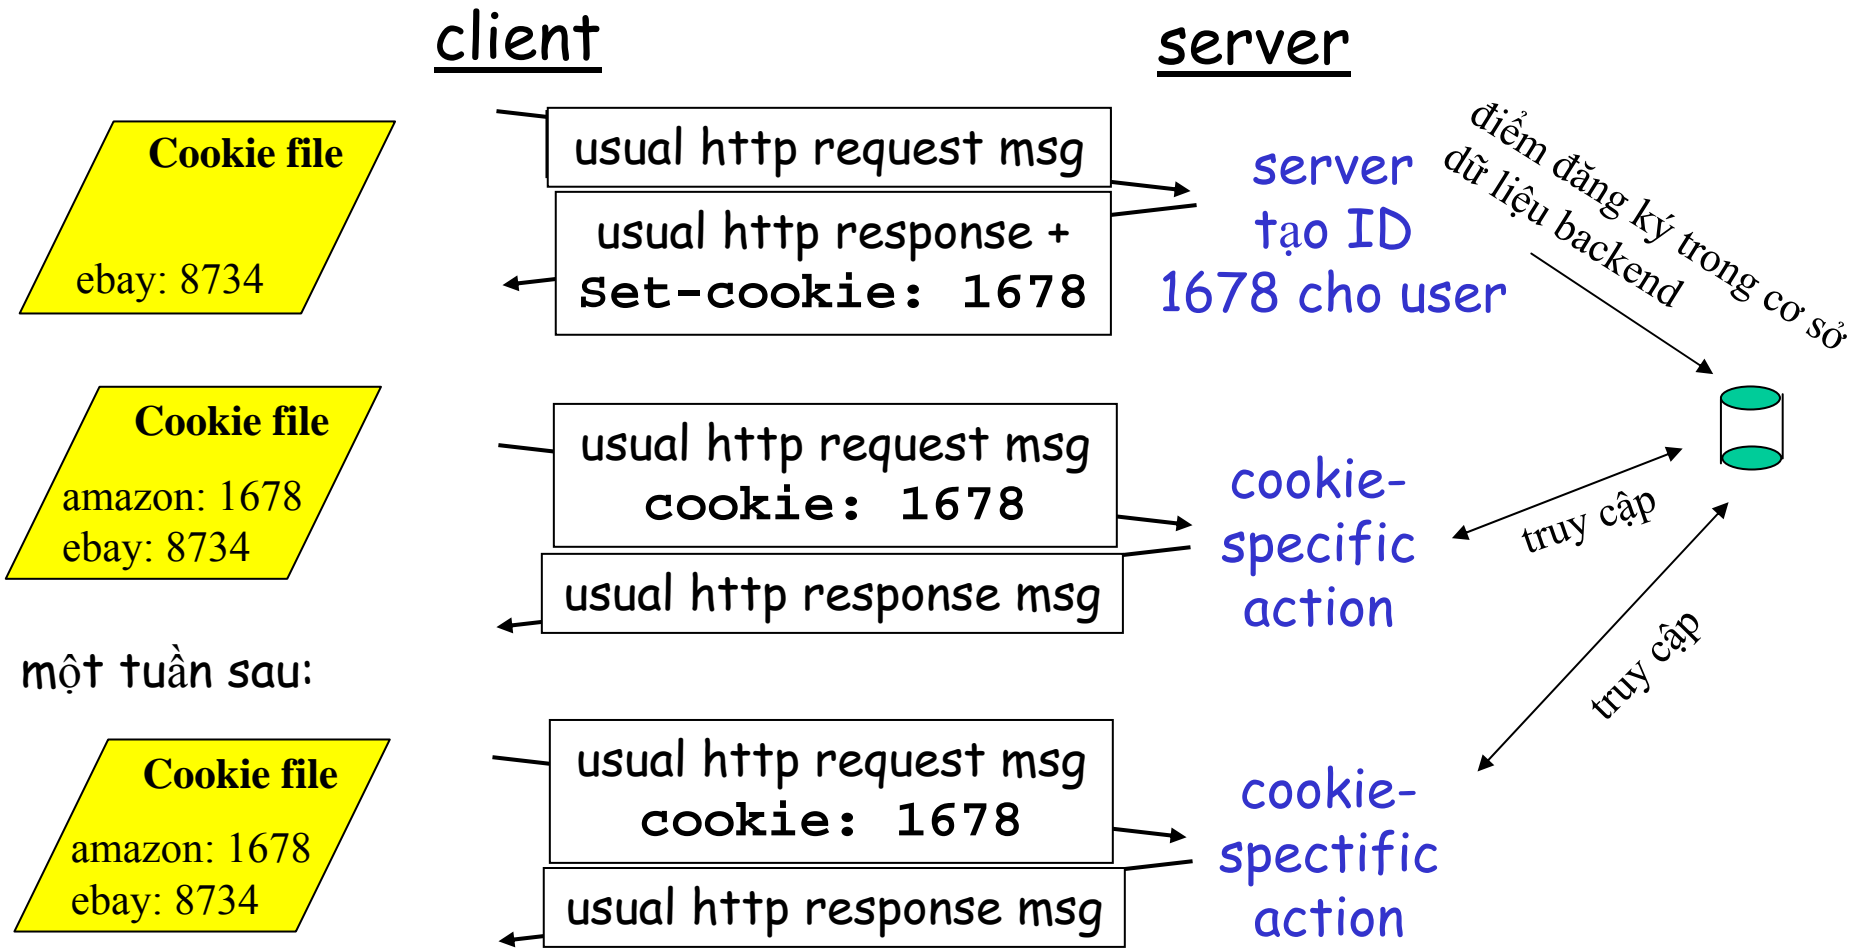 client
server
Cookie file
ebay: 8734
usual http request msg
usual http response +
Set-cookie: 1678
server
tạo ID
1678 cho user
điểm đăng ký trong cơ sở
dữ liệu backend
Cookie file
amazon: 1678
ebay: 8734
usual http request msg
cookie: 1678
usual http response msg
cookie-
specific
action
truy cập
truy cập
một tuần sau:
Cookie file
amazon: 1678
ebay: 8734
usual http request msg
cookie: 1678
usual http response msg
cookie-
spectific
action